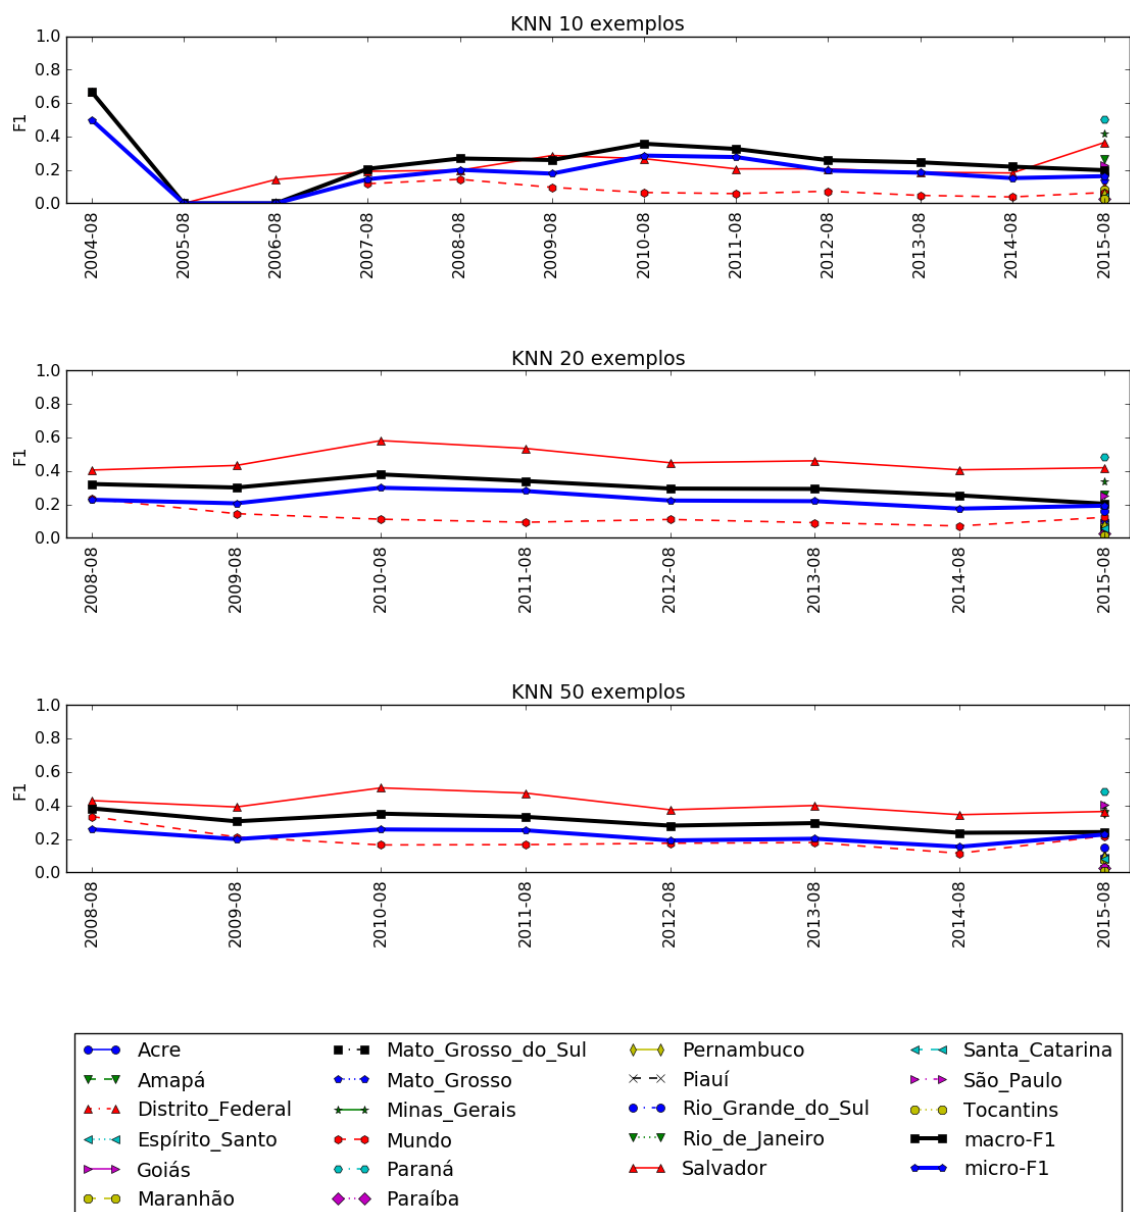 KNN 10 exemplos
1.0
0.8
0.6
0.4
0.2
0.0
F1
2004-08
2005-08
2006-08
2007-08
2008-08
2009-08
2010-08
2011-08
2012-08
2013-08
2014-08
2015-08
KNN 20 exemplos
1.0
0.8
0.6
0.4
0.2
0.0
F1
2008-08
2009-08
2010-08
2011-08
2012-08
2013-08
2014-08
2015-08
KNN 50 exemplos
1.0
0.8
0.6
0.4
0.2
0.0
F1
2008-08
2009-08
2010-08
2011-08
2012-08
2013-08
2014-08
2015-08
Acre
Amapá
Distrito_Federal
Espírito_Santo
Goiás
Maranhão
Mato_Grosso_do_Sul
Mato_Grosso
Minas_Gerais
Mundo
Paraná
Paraíba
Pernambuco
Piauí
Rio_Grande_do_Sul
Rio_de_Janeiro
Salvador
Santa_Catarina
São_Paulo
Tocantins
macro-F1
micro-F1